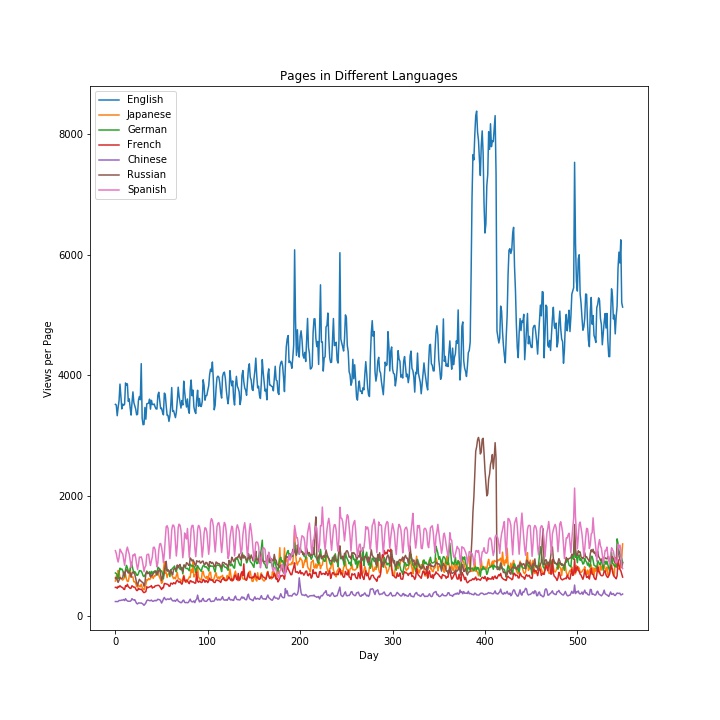 Pages in Different Languages
English
Japanese
German
French
Chinese
Russian
Spanish
8000
6000
4000
2000
0
Views per Page
0 100 200 300 400 500
Day